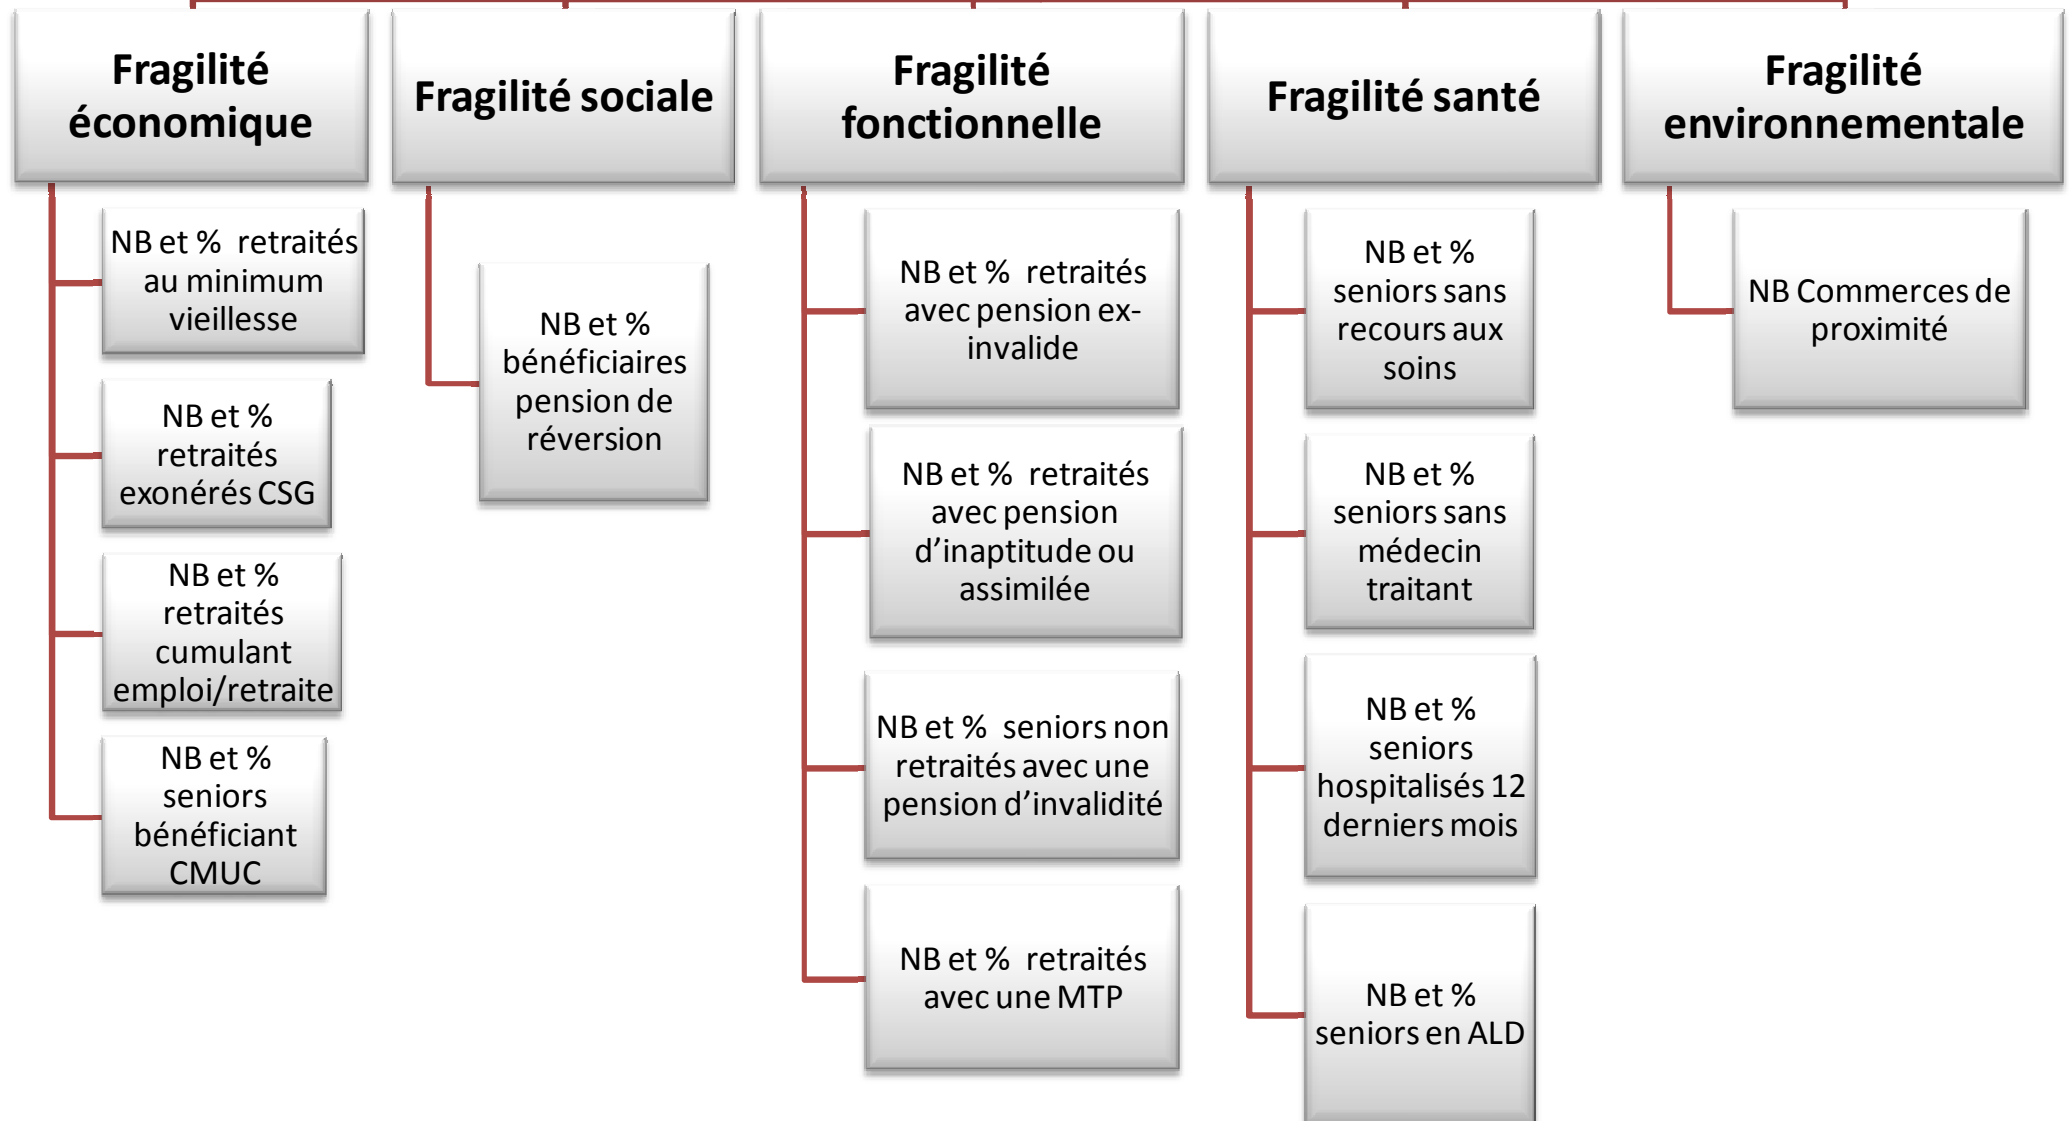 Fragilité
économique
NB et % retraités
au minimum
vieillesse
NB et %
retraités
exonérés CSG
NB et %
retraités
cumulant
emploi/retraite
NB et %
seniors
bénéficiant
CMUC
Fragilité sociale
NB et %
bénéficiaires
pension de
réversion
Fragilité
fonctionnelle
NB et % retraités
avec pension ex-
invalide
NB et % retraités
avec pension
d’inaptitude ou
assimilée
NB et % seniors non
retraités avec une
pension d’invalidité
NB et % retraités
avec une MTP
Fragilité santé
NB et %
seniors sans
recours aux
soins
NB et %
seniors sans
médecin
traitant
NB et %
seniors
hospitalisés 12
derniers mois
NB et %
seniors en ALD
Fragilité
environnementale
NB Commerces de
proximité